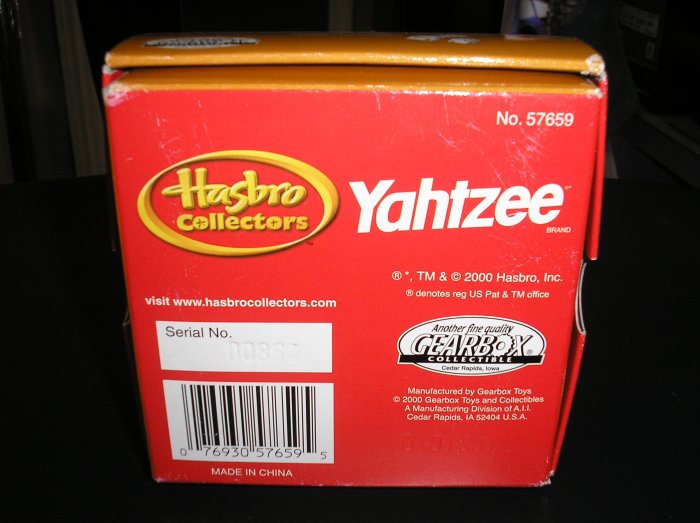 No. 57659
Hasbro
Collectors
Yahtzee
BRAND
®*, TM & © 2000 Hasbro, Inc.
® denotes reg US Pat & TM office
visit www.hasbrocollectors.com
Serial No.
Another fine quality
GEARBOX
COLLECTIBLE
Cedar Rapids, Iowa
Manufactured by Gearbox Toys
© 2000 Gearbox Toys and Collectibles
A Manufacturing Division of A.I.I.
Cedar Rapids, IA 52404 U.S.A.
0 76930 57659 5
MADE IN CHINA